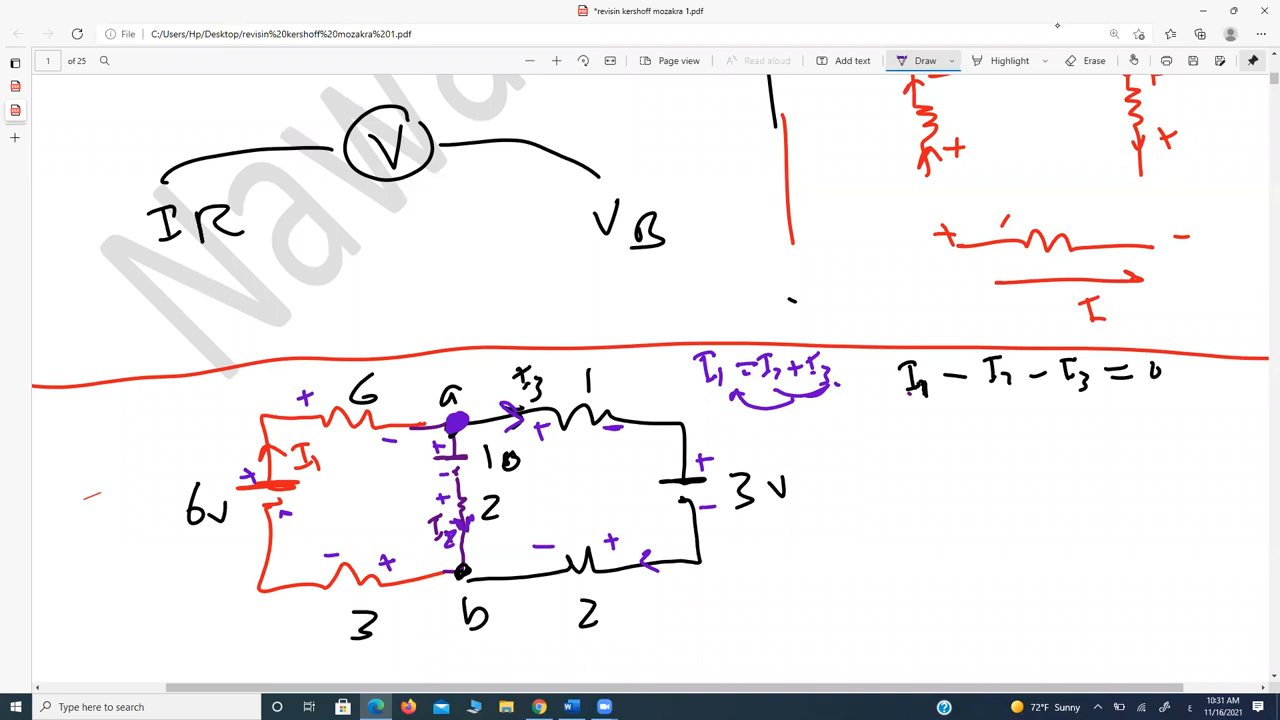 *revisin kershoff mozakra 1.pdf
File C:/Users/Hp/Desktop/revisin%20kershoff%20mozakra%201.pdf
1 of 25 Page view Read aloud Add text Draw Highlight Erase
V
IR
VB
+
+
+ -
I
I1 = I2 + I3
I1 - I2 - I3 = 0
6 a I3 1
+ - + -
+ 10 +
I1
6v + - - 3v
+ 2
- I2 -
- + - +
3 b 2
Type here to search
72°F Sunny
10:31 AM
11/16/2021